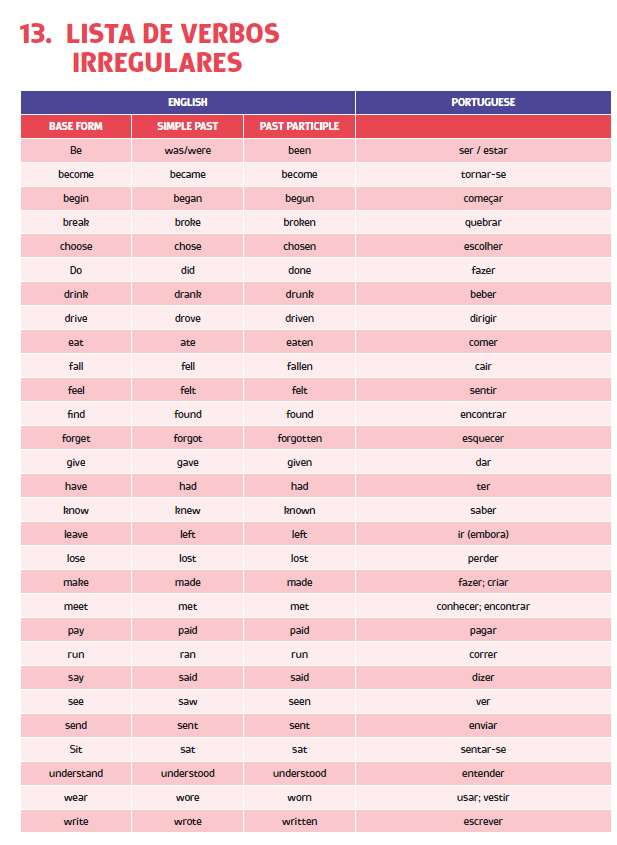 13. LISTA DE VERBOS
IRREGULARES
ENGLISH PORTUGUESE
BASE FORM SIMPLE PAST PAST PARTICIPLE
Be was/were been ser / estar
become became become tornar-se
begin began begun começar
break broke broken quebrar
choose chose chosen escolher
Do did done fazer
drink drank drunk beber
drive drove driven dirigir
eat ate eaten comer
fall fell fallen cair
feel felt felt sentir
find found found encontrar
forget forgot forgotten esquecer
give gave given dar
have had had ter
know knew known saber
leave left left ir (embora)
lose lost lost perder
make made made fazer; criar
meet met met conhecer; encontrar
pay paid paid pagar
run ran run correr
say said said dizer
see saw seen ver
send sent sent enviar
Sit sat sat sentar-se
understand understood understood entender
wear wore worn usar; vestir
write wrote written escrever